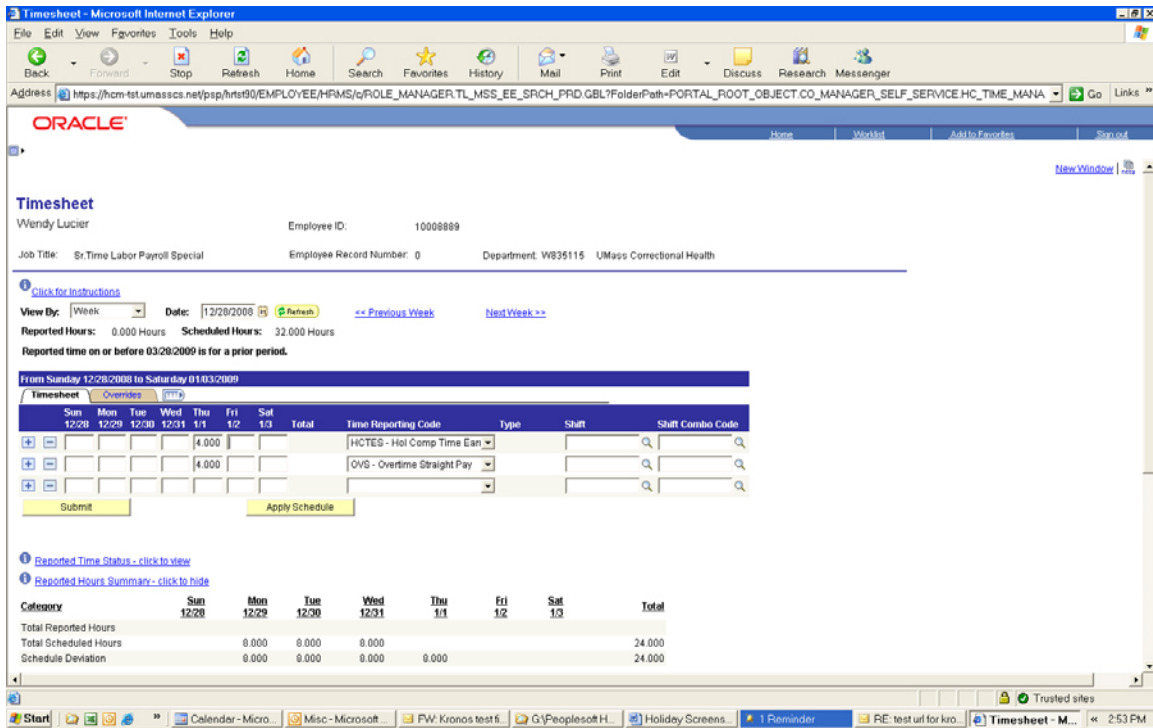 Timesheet - Microsoft Internet Explorer
File Edit View Favorites Tools Help
Back Forward Stop Refresh Home Search Favorites History Mail Print Edit Discuss Research Messenger
Address https://hcm-tst.umasscs.net/psp/hrtst90/EMPLOYEE/HRMS/c/ROLE_MANAGER.TL_MSS_EE_SRCH_PRD.GBL?FolderPath=PORTAL_ROOT_OBJECT.CO_MANAGER_SELF_SERVICE.HC_TIME_MANA Go Links »
ORACLE
Home Worklist Add to Favorites Sign out
New Window
Timesheet
Wendy Lucier Employee ID: 10008889
Job Title: Sr.Time Labor Payroll Special Employee Record Number: 0 Department: W835115 UMass Correctional Health
Click for Instructions
View By: Week Date: 12/28/2008 Refresh << Previous Week Next Week >>
Reported Hours: 0.000 Hours Scheduled Hours: 32.000 Hours
Reported time on or before 03/28/2009 is for a prior period.
From Sunday 12/28/2008 to Saturday 01/03/2009
Timesheet Overrides
Sun Mon Tue Wed Thu Fri Sat
12/28 12/29 12/30 12/31 1/1 1/2 1/3 Total Time Reporting Code Type Shift Shift Combo Code
4.000 HCTES - Hol Comp Time Earn
4.000 OVS - Overtime Straight Pay
Submit Apply Schedule
Reported Time Status - click to view
Reported Hours Summary - click to hide
Category Sun Mon Tue Wed Thu Fri Sat Total
12/28 12/29 12/30 12/31 1/1 1/2 1/3
Total Reported Hours
Total Scheduled Hours 8.000 8.000 8.000 24.000
Schedule Deviation 8.000 8.000 8.000 8.000 24.000
Trusted sites
Start » Calendar - Micro... Misc - Microsoft ... FW: Kronos test fi... G:\Peoplesoft H... Holiday Screens... 1 Reminder RE: test url for kro... Timesheet - M... « 2:53 PM